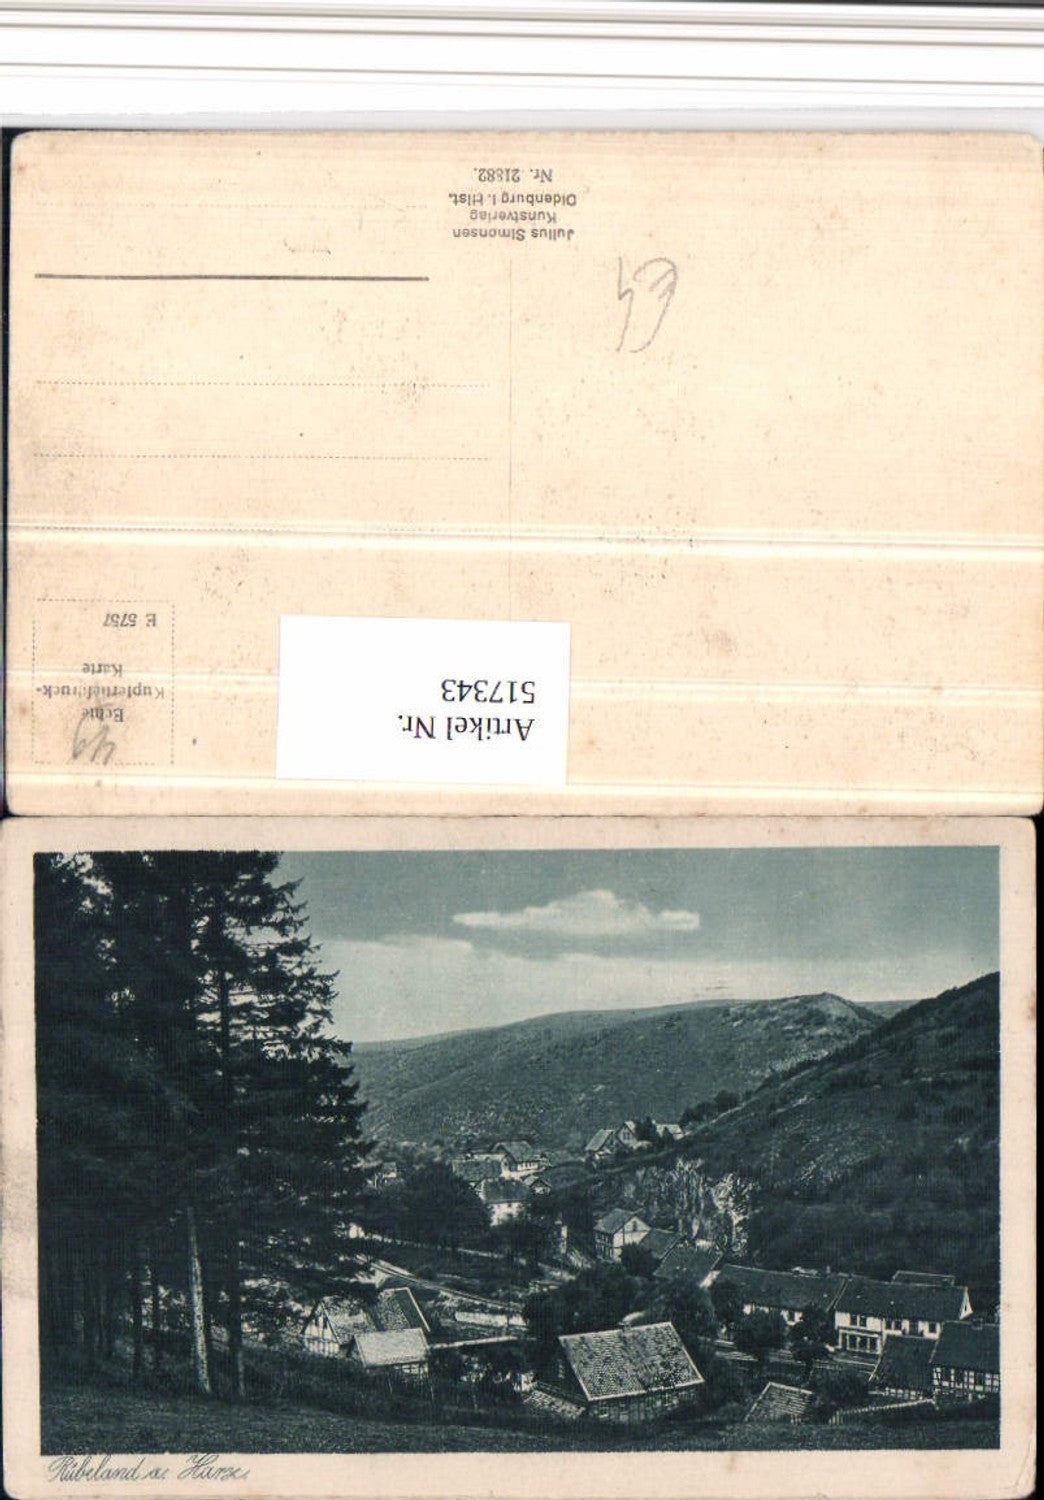 Nr. 21882.
Oldenburg i. Hlst.
Kunstverlag
Julius Simonsen
E 5757
Echte
Kupfertiefdruck-
Karte
Artikel Nr.
517343
Rübeland a. Harz.